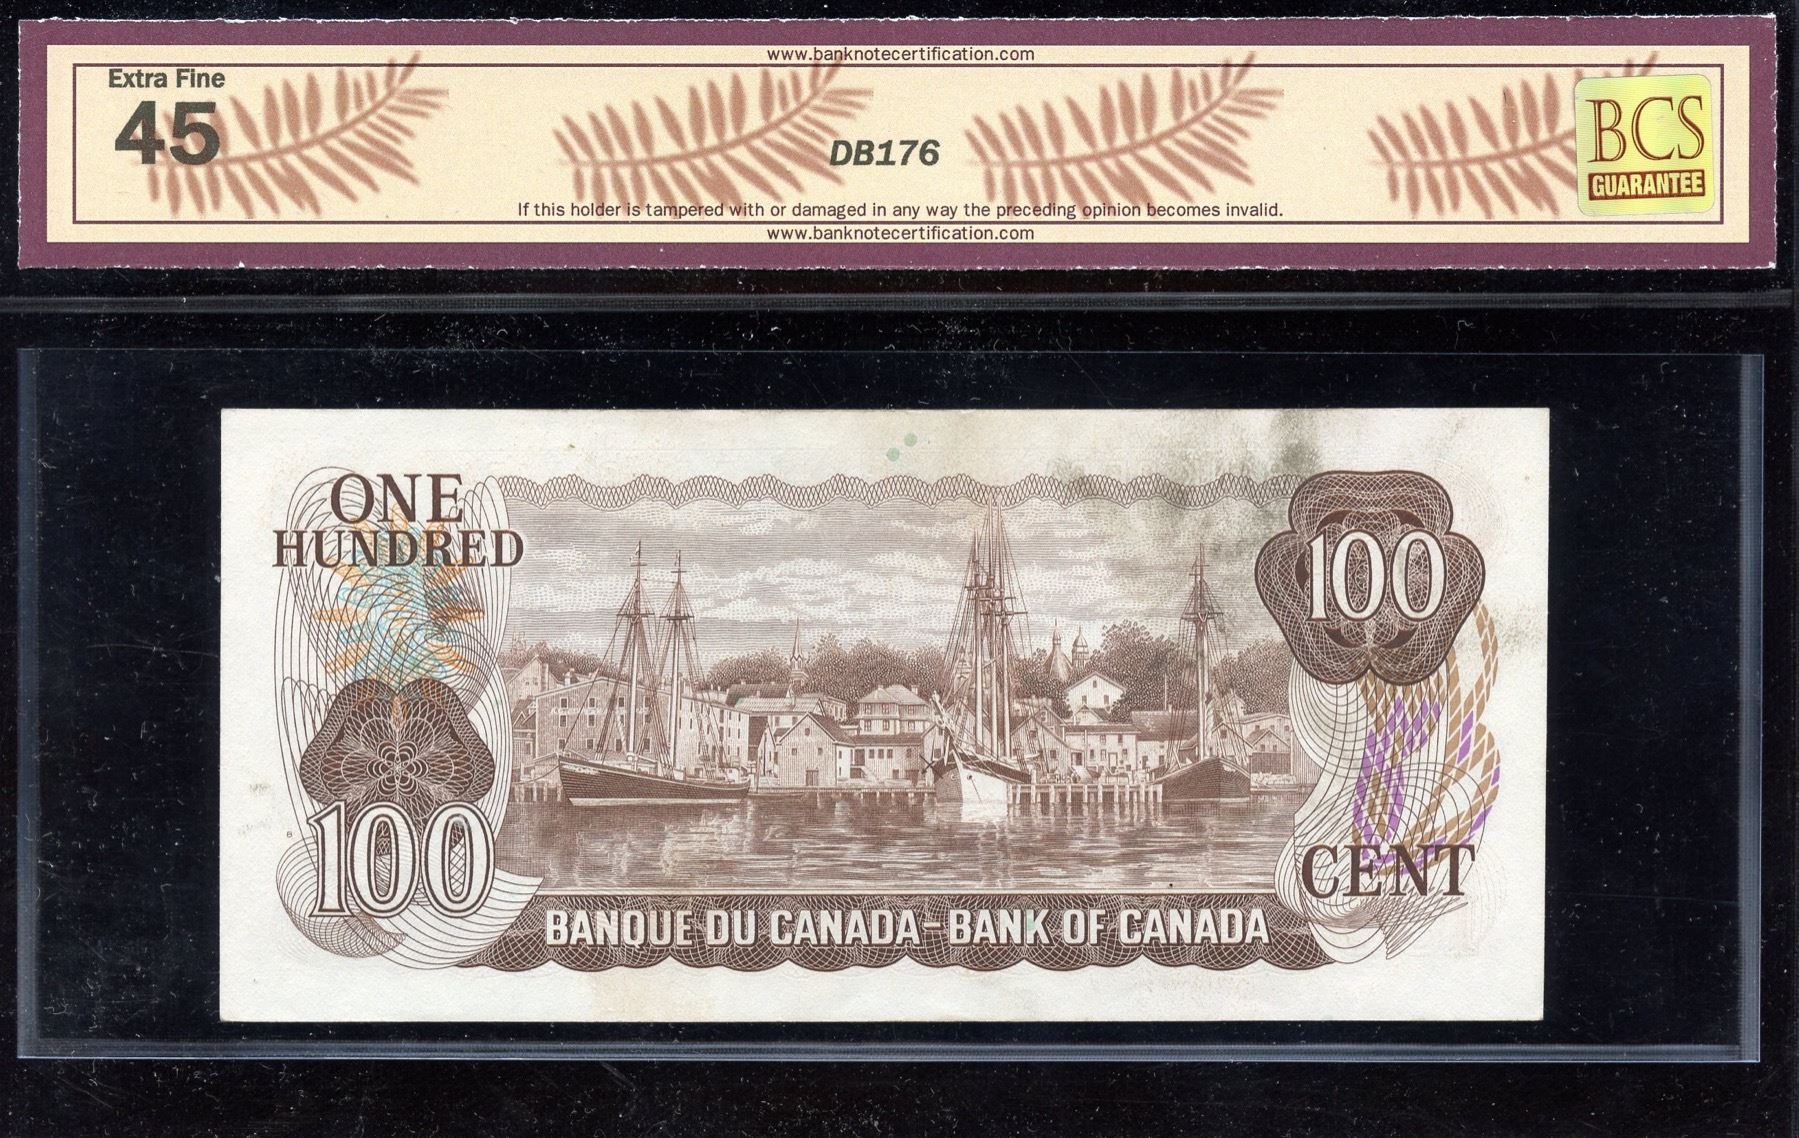 www.banknotecertification.com
Extra Fine
45
DB176
BCS
GUARANTEE
If this holder is tampered with or damaged in any way the preceding opinion becomes invalid.
www.banknotecertification.com
ONE
HUNDRED
100
B
100
CENT
BANQUE DU CANADA-BANK OF CANADA